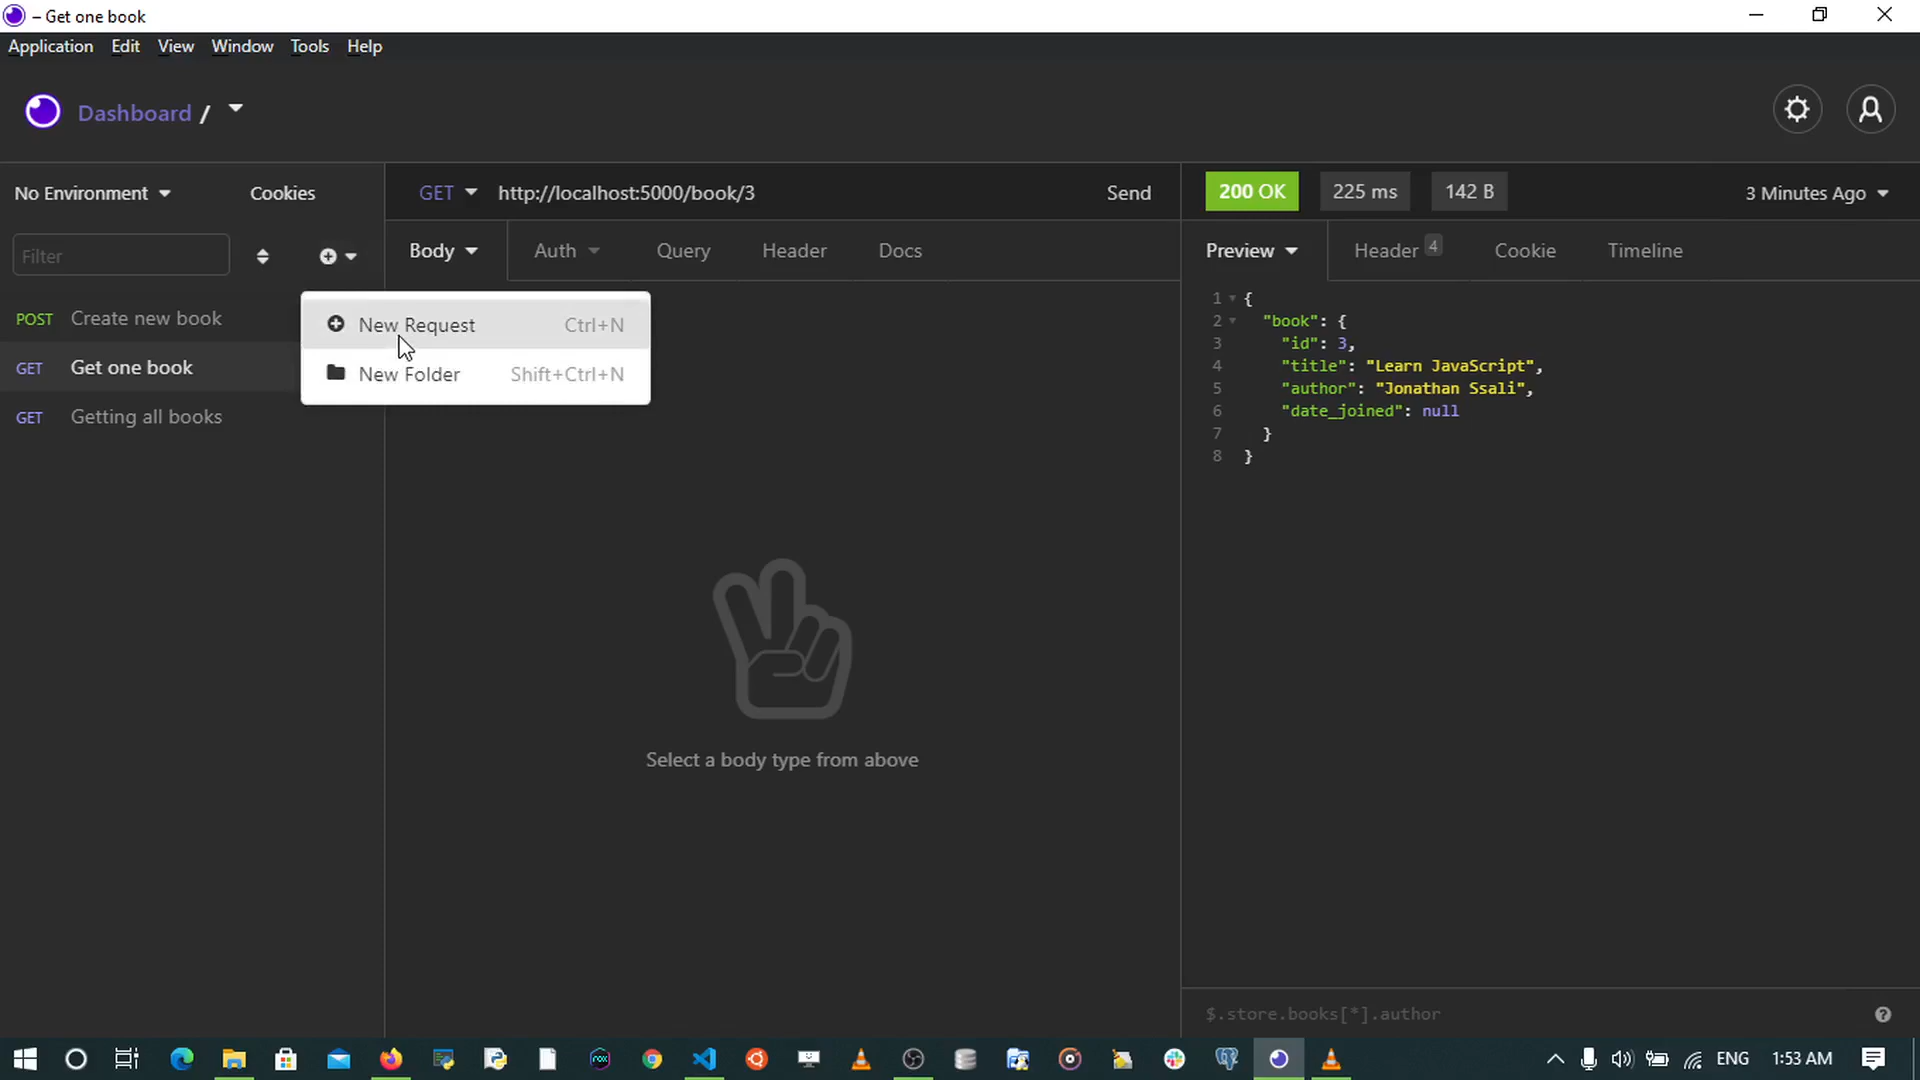 – Get one book
Application Edit View Window Tools Help
Dashboard /
No Environment Cookies
GET http://localhost:5000/book/3 Send
200 OK 225 ms 142 B 3 Minutes Ago
Filter
Body Auth Query Header Docs
Preview Header 4 Cookie Timeline
POST Create new book
GET Get one book
GET Getting all books
New Request Ctrl+N
New Folder Shift+Ctrl+N
Select a body type from above
1 {
2 "book": {
3 "id": 3,
4 "title": "Learn JavaScript",
5 "author": "Jonathan Ssali",
6 "date_joined": null
7 }
8 }
$.store.books[*].author
ENG 1:53 AM